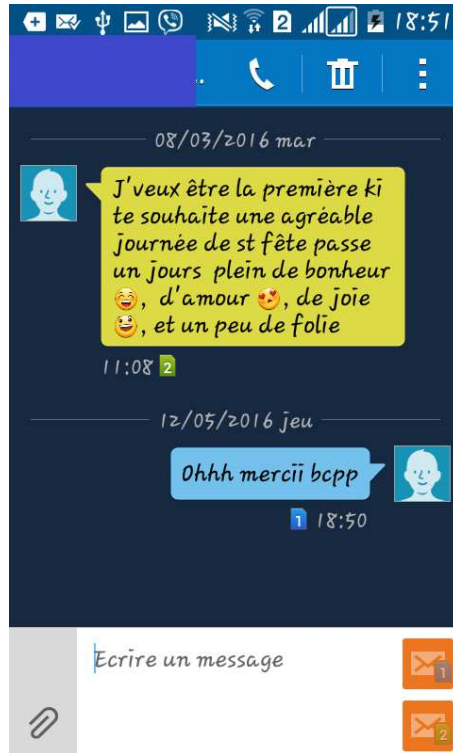 2 18:51
..
08/03/2016 mar
J'veux être la première ki
te souhaite une agréable
journée de st fête passe
un jours plein de bonheur
😄, d'amour 😍, de joie
😃, et un peu de folie
11:08 2
12/05/2016 jeu
Ohhh mercïï bcpp
1 18:50
Ecrire un message
1
2